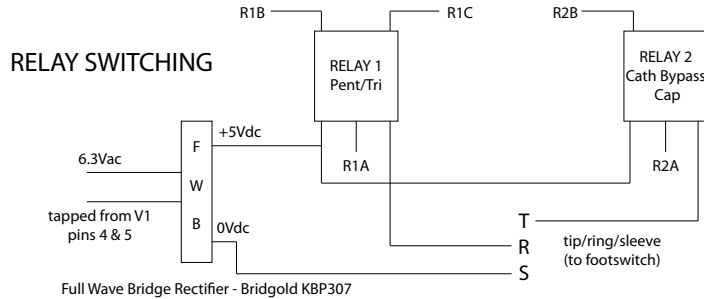 R1B
R1C
R2B
RELAY SWITCHING
RELAY 1
Pent/Tri
RELAY 2
Cath Bypass
Cap
+5Vdc
F
W
B
6.3Vac
R1A
R2A
tapped from V1
pins 4 & 5
0Vdc
T
R
S
tip/ring/sleeve
(to footswitch)
Full Wave Bridge Rectifier - Bridgold KBP307